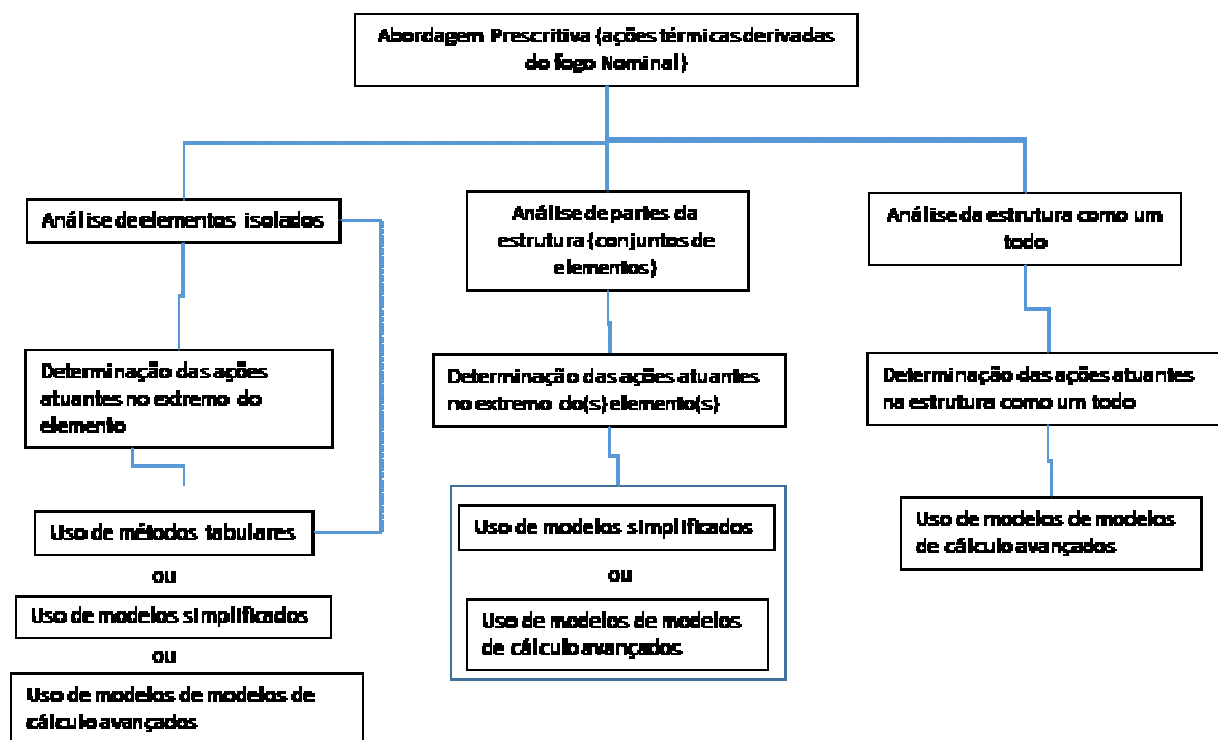 Abordagem Prescritiva (ações térmicas derivadas
do fogo Nominal)
Análise de elementos isolados
Análise de partes da
estrutura (conjuntos de
elementos)
Análise da estrutura como um
todo
Determinação das ações
atuantes no extremo do
elemento
Determinação das ações atuantes
no extremo do(s) elemento(s)
Determinação das ações atuantes
na estrutura como um todo
Uso de métodos tabulares
ou
Uso de modelos simplificados
ou
Uso de modelos de modelos de
cálculo avançados
Uso de modelos simplificados
ou
Uso de modelos de modelos
de cálculo avançados
Uso de modelos de modelos
de cálculo avançados